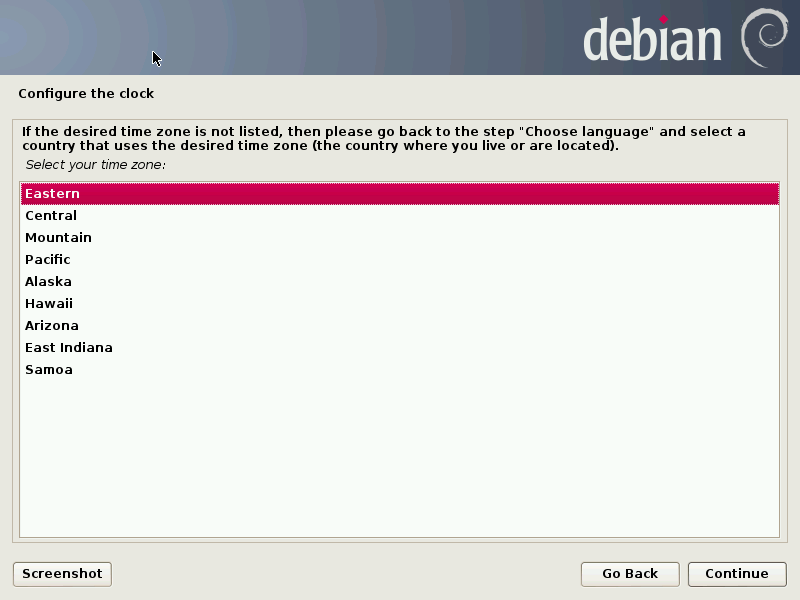 debian
Configure the clock
If the desired time zone is not listed, then please go back to the step "Choose language" and select a
country that uses the desired time zone (the country where you live or are located).
Select your time zone:
Eastern
Central
Mountain
Pacific
Alaska
Hawaii
Arizona
East Indiana
Samoa
Screenshot
Go Back
Continue